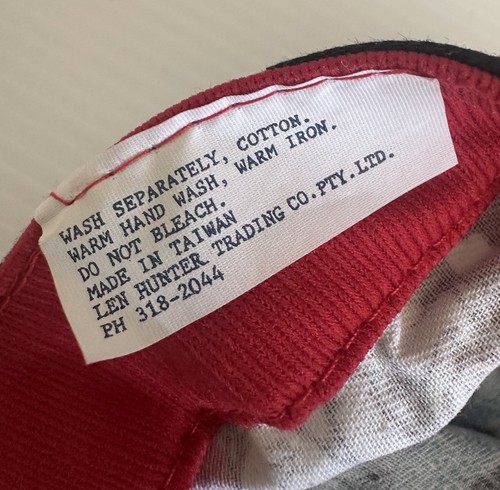 WASH SEPARATELY, COTTON.
WARM HAND WASH, WARM IRON.
DO NOT BLEACH.
MADE IN TAIWAN
LEN HUNTER TRADING CO.PTY.LTD.
PH 318-2044